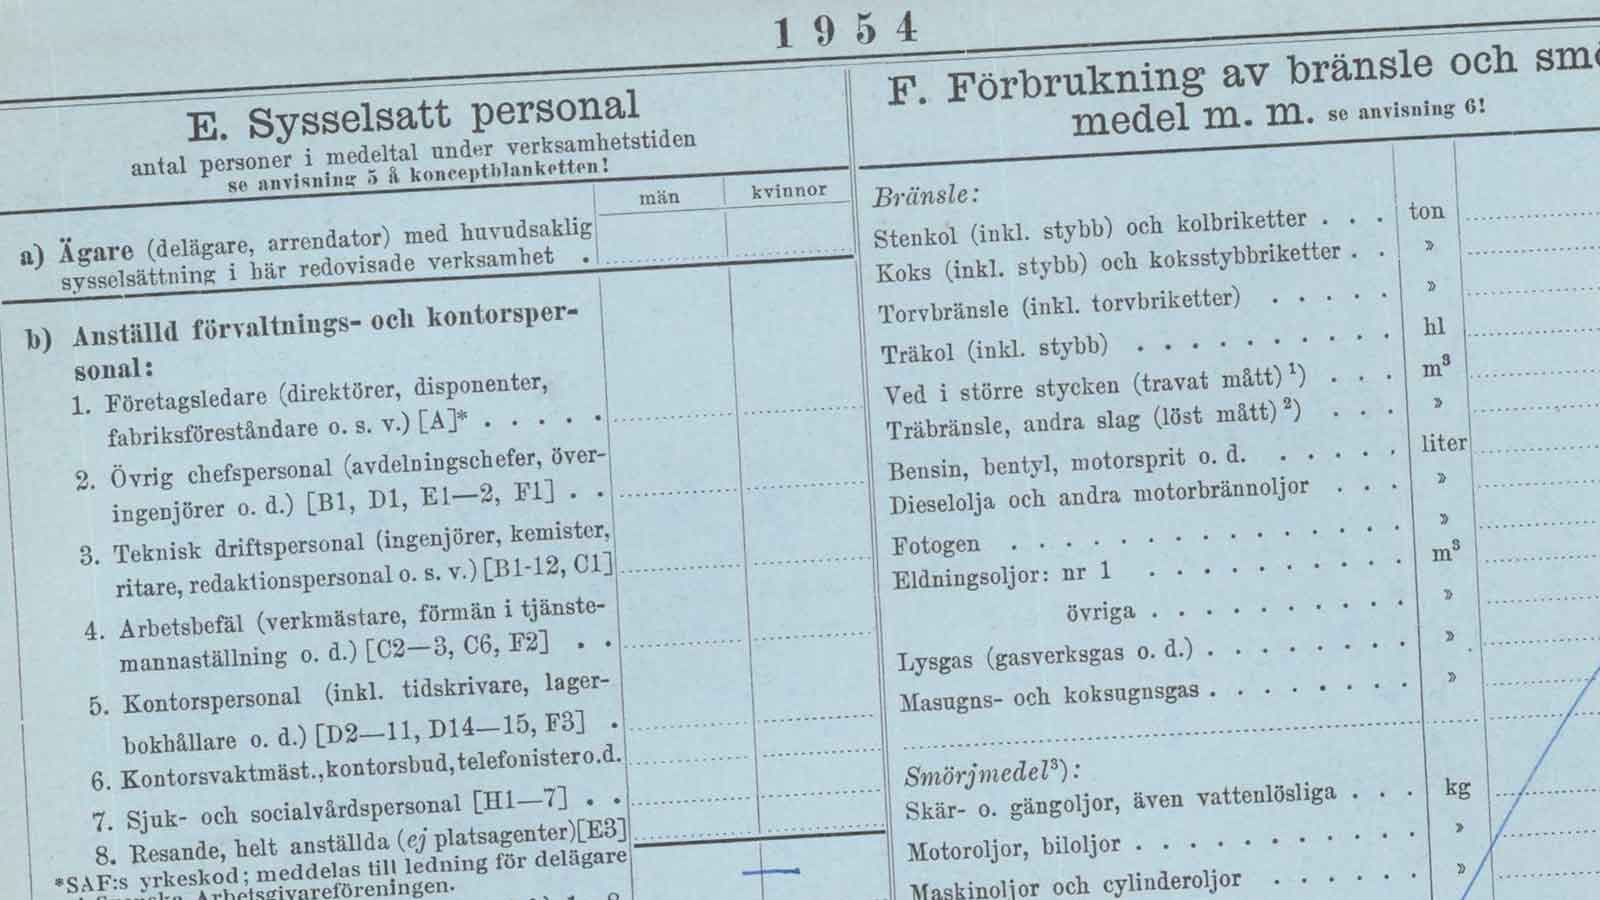 1954
E. Sysselsatt personal
antal personer i medeltal under verksamhetstiden
se anvisning 5 å konceptblanketten!
män kvinnor
a) Ägare (delägare, arrendator) med huvudsaklig
sysselsättning i här redovisade verksamhet .
b) Anställd förvaltnings- och kontorsper-
sonal:
1. Företagsledare (direktörer, disponenter,
fabriksföreståndare o. s. v.) [A]* . . . . .
2. Övrig chefspersonal (avdelningschefer, över-
ingenjörer o. d.) [B1, D1, E1—2, F1] . .
3. Teknisk driftspersonal (ingenjörer, kemister,
ritare, redaktionspersonal o. s. v.) [B1-12, C1]
4. Arbetsbefäl (verkmästare, förmän i tjänste-
mannaställning o. d.) [C2—3, C6, F2] . .
5. Kontorspersonal (inkl. tidskrivare, lager-
bokhållare o. d.) [D2—11, D14—15, F3] .
6. Kontorsvaktmäst., kontorsbud, telefonister o.d.
7. Sjuk- och socialvårdspersonal [H1—7] . .
8. Resande, helt anställda (ej platsagenter) [E3]
*SAF:s yrkeskod; meddelas till ledning för delägare
Svenska Arbetsgivareföreningen.
F. Förbrukning av bränsle och smö
medel m. m. se anvisning 6!
Bränsle:
Stenkol (inkl. stybb) och kolbriketter . . . ton
Koks (inkl. stybb) och koksstybbriketter . . »
Torvbränsle (inkl. torvbriketter) . . . . . »
Träkol (inkl. stybb) . . . . . . . . . . hl
Ved i större stycken (travat mått) ¹) . . . m³
Träbränsle, andra slag (löst mått) ²) . . . »
Bensin, bentyl, motorsprit o. d. . . . . . liter
Dieselolja och andra motorbrännoljor . . . »
Fotogen . . . . . . . . . . . . . . »
Eldningsoljor: nr 1 . . . . . . . . . . m³
övriga . . . . . . . . . . »
Lysgas (gasverksgas o. d.) . . . . . . . . »
Masugns- och koksugnsgas . . . . . . . . »
Smörjmedel³):
Skär- o. gängoljor, även vattenlösliga . . . kg
Motoroljor, biloljor . . . . . . . . . . . »
Maskinoljor och cylinderoljor . . . . . »